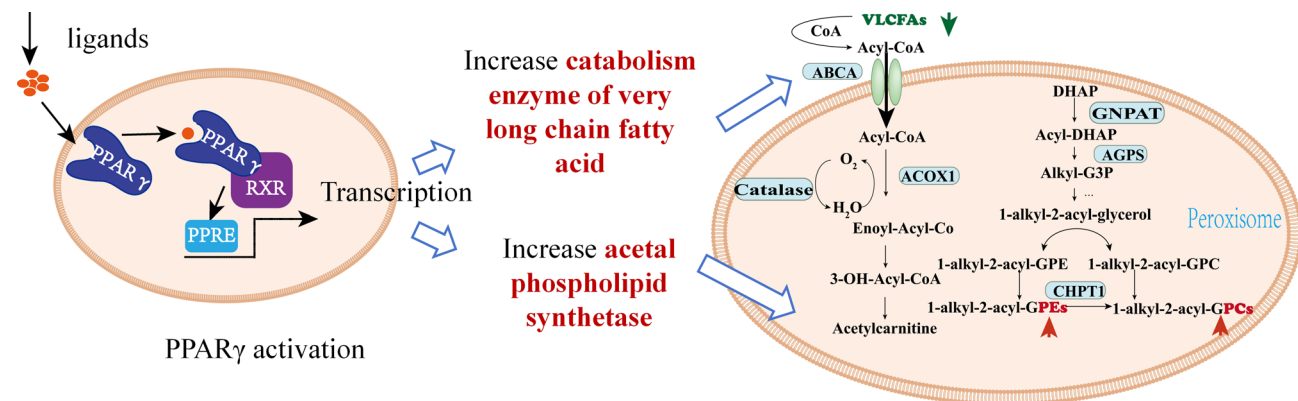 ligands
PPAR γ
PPAR γ
RXR
PPRE
Transcription
PPARγ activation
Increase catabolism
enzyme of very
long chain fatty
acid
Increase acetal
phospholipid
synthetase
VLCFAs
CoA
Acyl-CoA
ABCA
Acyl-CoA
O2
Catalase
H2O
ACOX1
Enoyl-Acyl-Co
3-OH-Acyl-CoA
Acetylcarnitine
DHAP
GNPAT
Acyl-DHAP
AGPS
Alkyl-G3P
...
1-alkyl-2-acyl-glycerol
Peroxisome
1-alkyl-2-acyl-GPE
1-alkyl-2-acyl-GPC
CHPT1
1-alkyl-2-acyl-GPEs
1-alkyl-2-acyl-GPCs